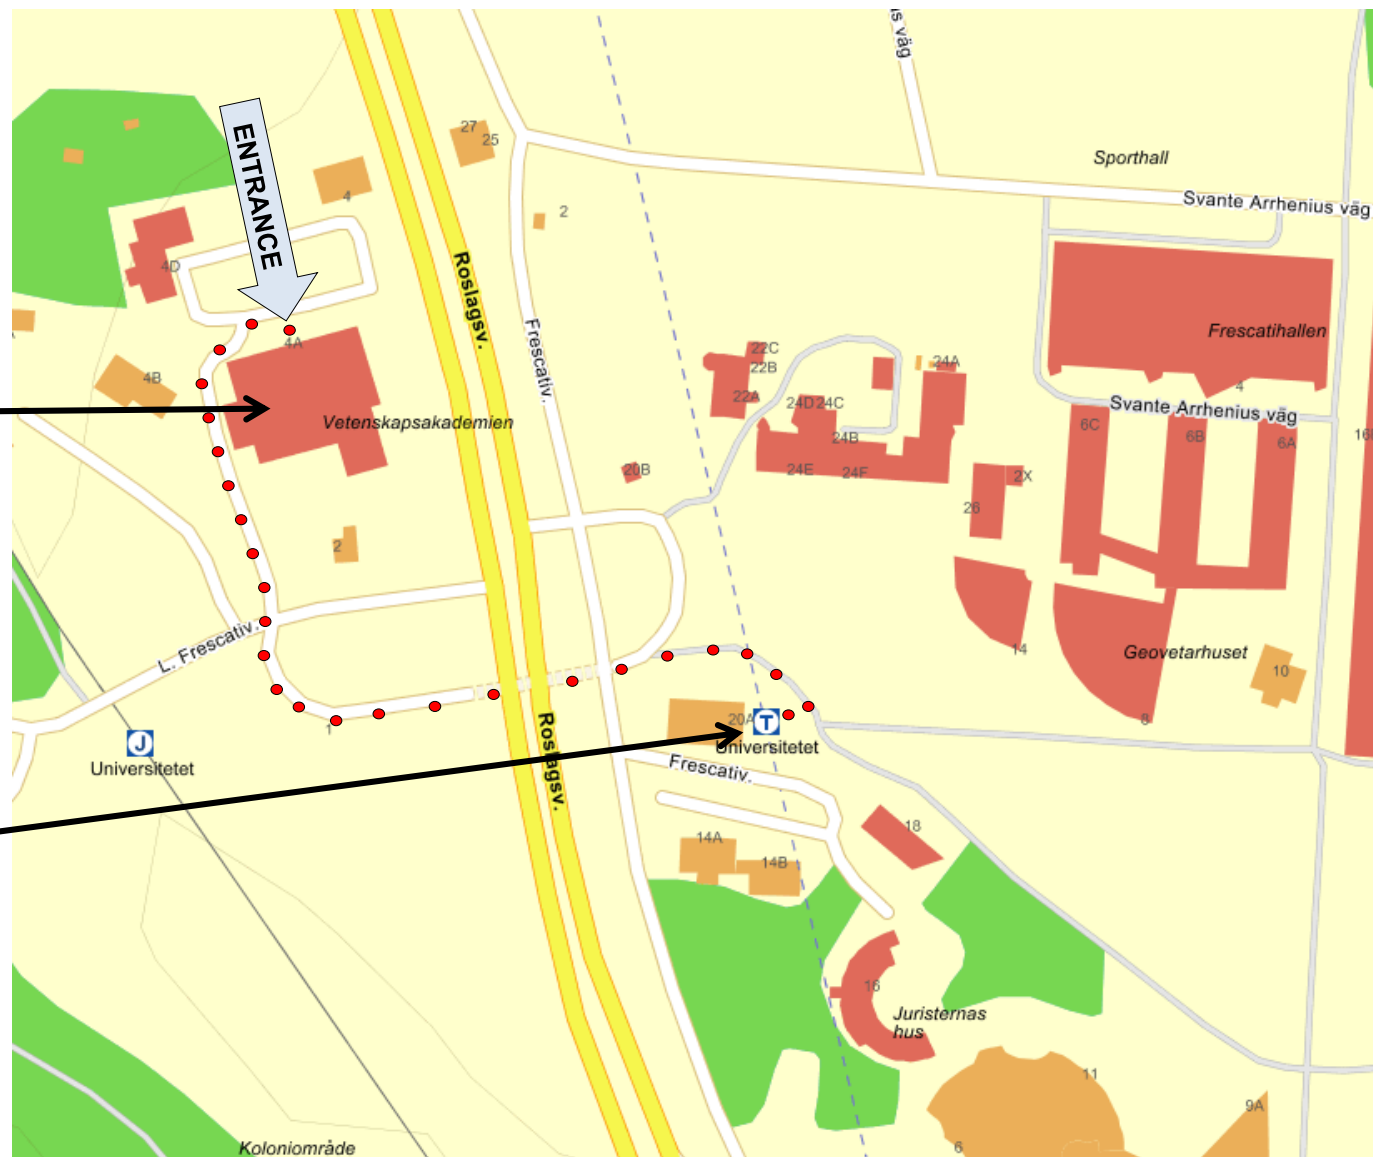 s väg
ENTRANCE
27
25
Sporthall
4
2
Svante Arrhenius väg
4D
Roslagsv.
Frescativ.
Frescatihallen
4A
22C
22B
24A
4B
22A
24D
24C
4
Svante Arrhenius väg
Vetenskapsakademien
24B
6C
6B
6A
20B
24E
24F
2X
26
2
L. Frescativ.
14
Geovetarhuset
10
1
20A
T
8
J
Universitetet
Universitetet
Roslagsv.
Frescativ.
18
14A
14B
16
Juristernas
hus
11
9A
6
Koloniområde